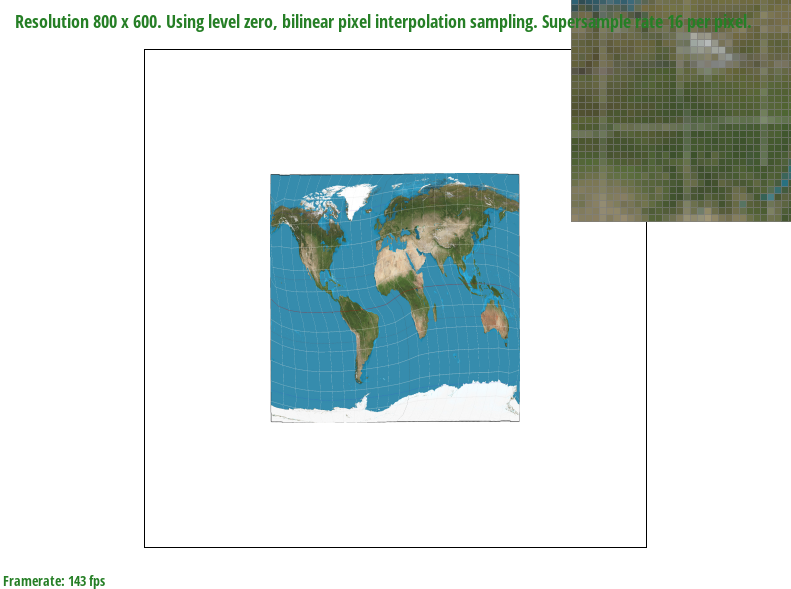 Resolution 800 x 600. Using level zero, bilinear pixel interpolation sampling. Supersample rate 16 per pixel.
Framerate: 143 fps